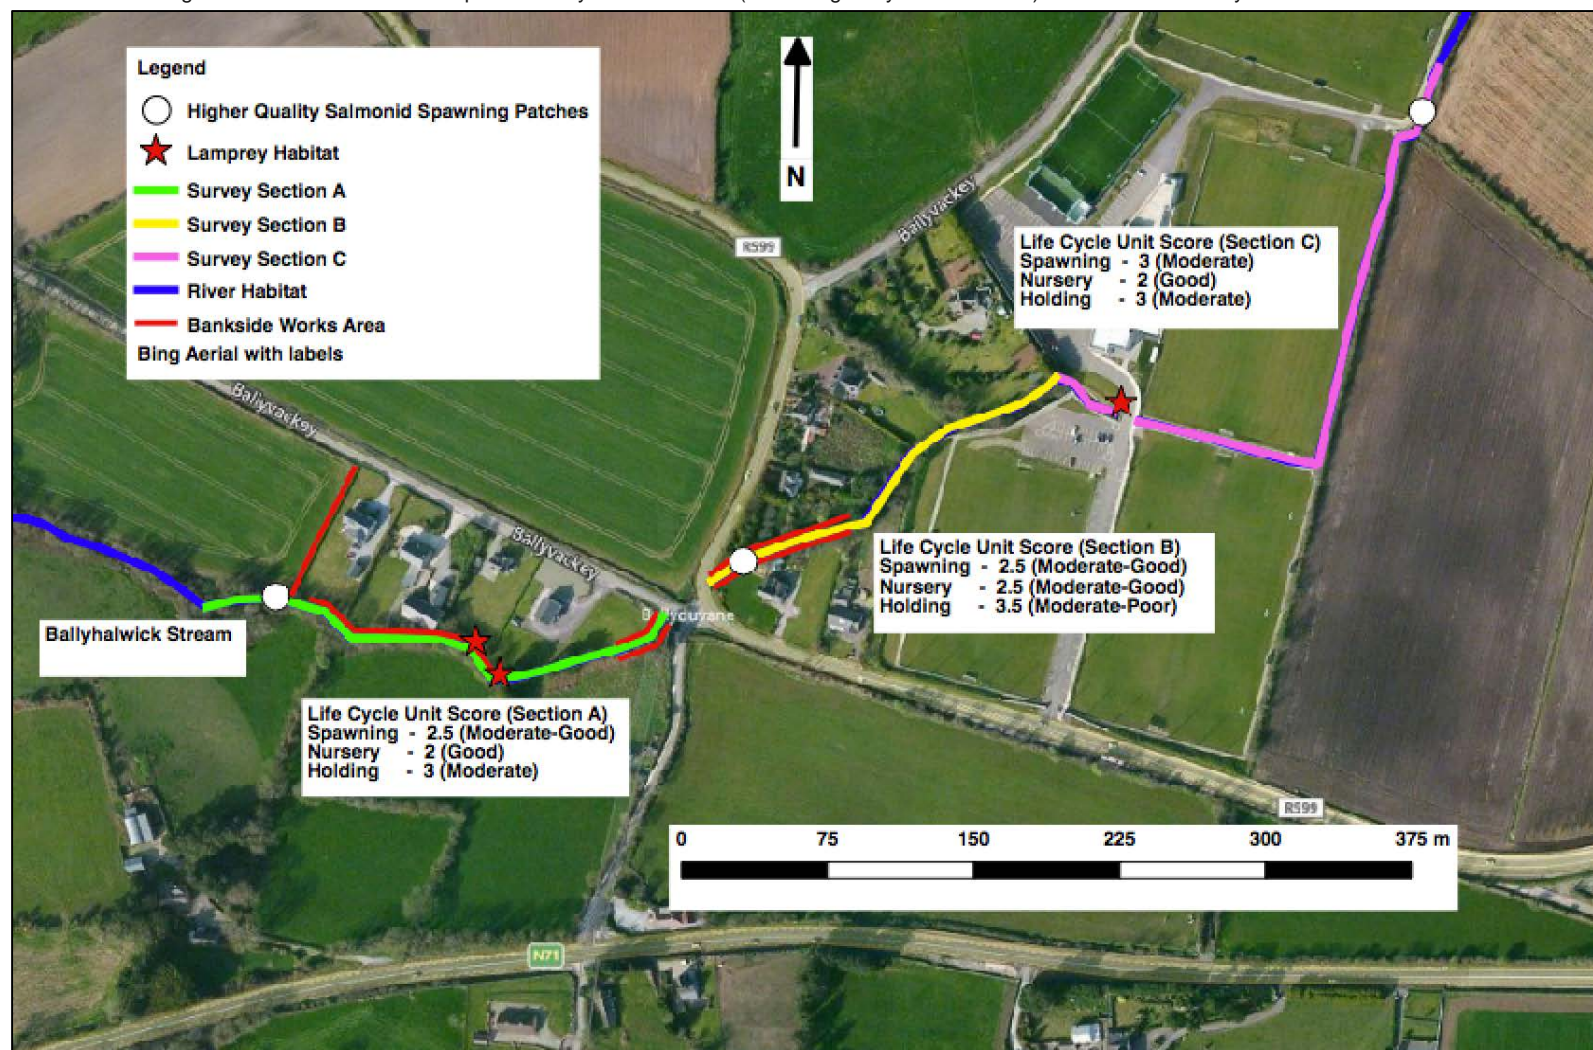 Legend
Higher Quality Salmonid Spawning Patches
Lamprey Habitat
Survey Section A
Survey Section B
Survey Section C
River Habitat
Bankside Works Area
Bing Aerial with labels
N
R599
Ballyvackey
Life Cycle Unit Score (Section C)
Spawning - 3 (Moderate)
Nursery - 2 (Good)
Holding - 3 (Moderate)
Ballyvackey
Ballyvackey
Life Cycle Unit Score (Section B)
Spawning - 2.5 (Moderate-Good)
Nursery - 2.5 (Moderate-Good)
Holding - 3.5 (Moderate-Poor)
Ballyhalwick Stream
Life Cycle Unit Score (Section A)
Spawning - 2.5 (Moderate-Good)
Nursery - 2 (Good)
Holding - 3 (Moderate)
R599
0 75 150 225 300 375 m
N71